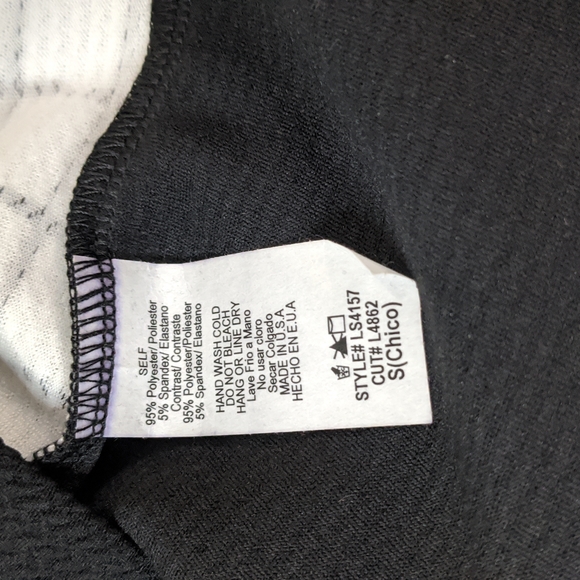 SELF
95% Polyester/ Poliester
5% Spandex/ Elastano
Contrast/ Contraste
95% Polyester/Poliester
5% Spandex/ Elastano
HAND WASH COLD
DO NOT BLEACH
HANG OR LINE DRY
Lave Frio a Mano
No usar cloro
Secar Colgado
MADE IN U.S.A
HECHO EN E.U.A
STYLE# LS4157
CUT# L4862
S(Chico)